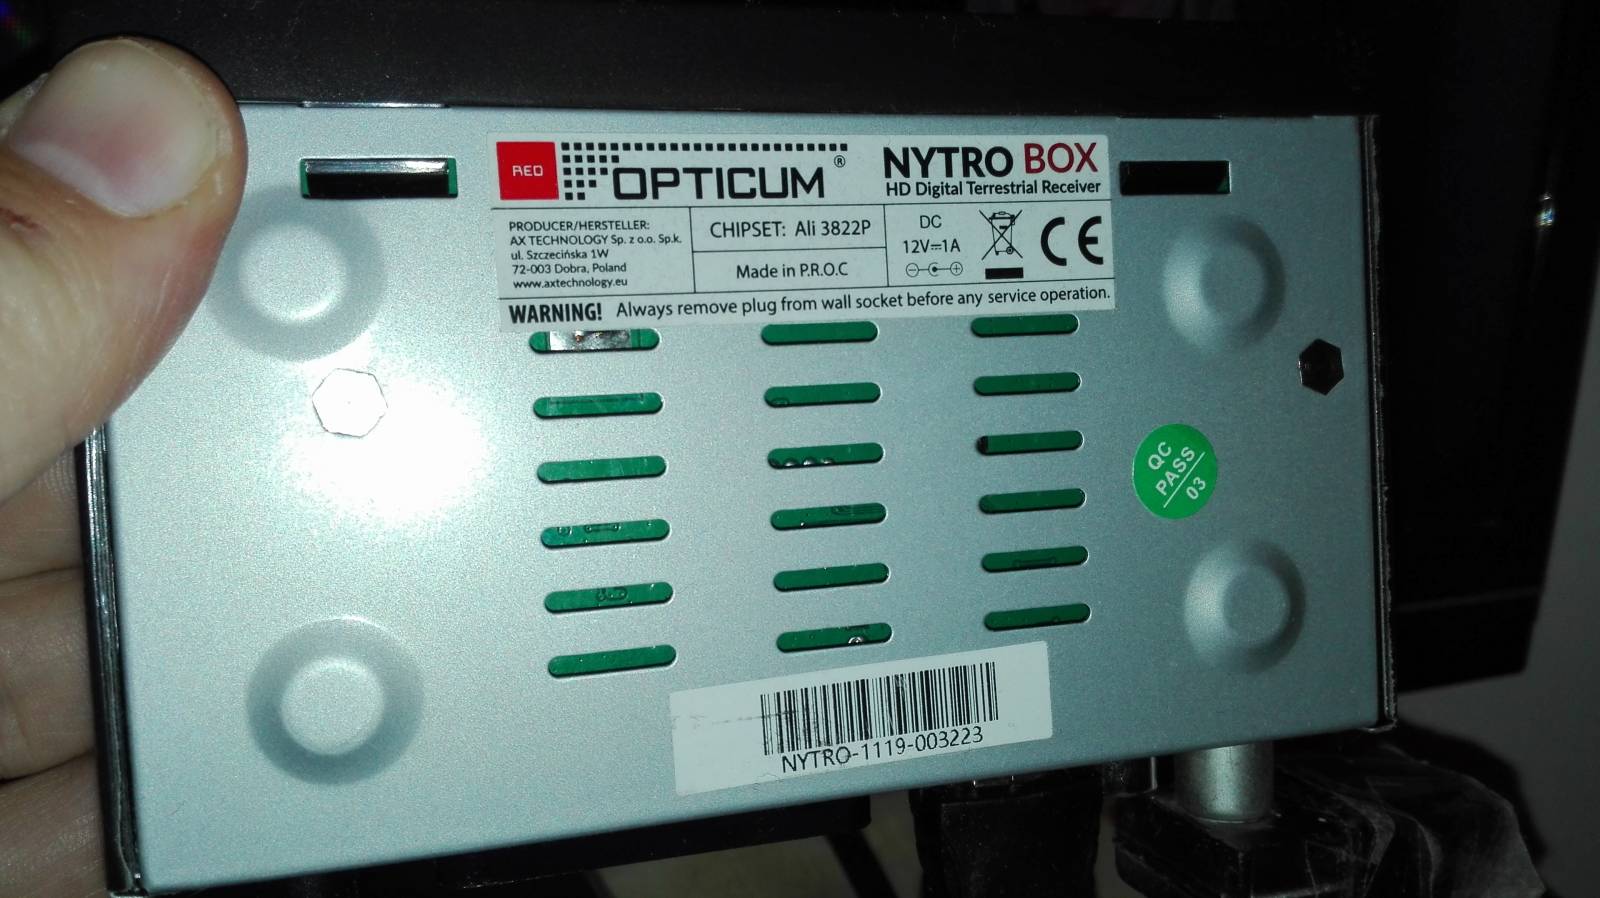 RED
OPTICUM®
NYTRO BOX
HD Digital Terrestrial Receiver
PRODUCER/HERSTELLER:
AX TECHNOLOGY Sp. z o.o. Sp.k.
ul. Szczecińska 1W
72-003 Dobra, Poland
www.axtechnology.eu
CHIPSET: Ali 3822P
Made in P.R.O.C
DC
12V⎓1A
CE
WARNING! Always remove plug from wall socket before any service operation.
QC
PASS
03
NYTRO-1119-003223